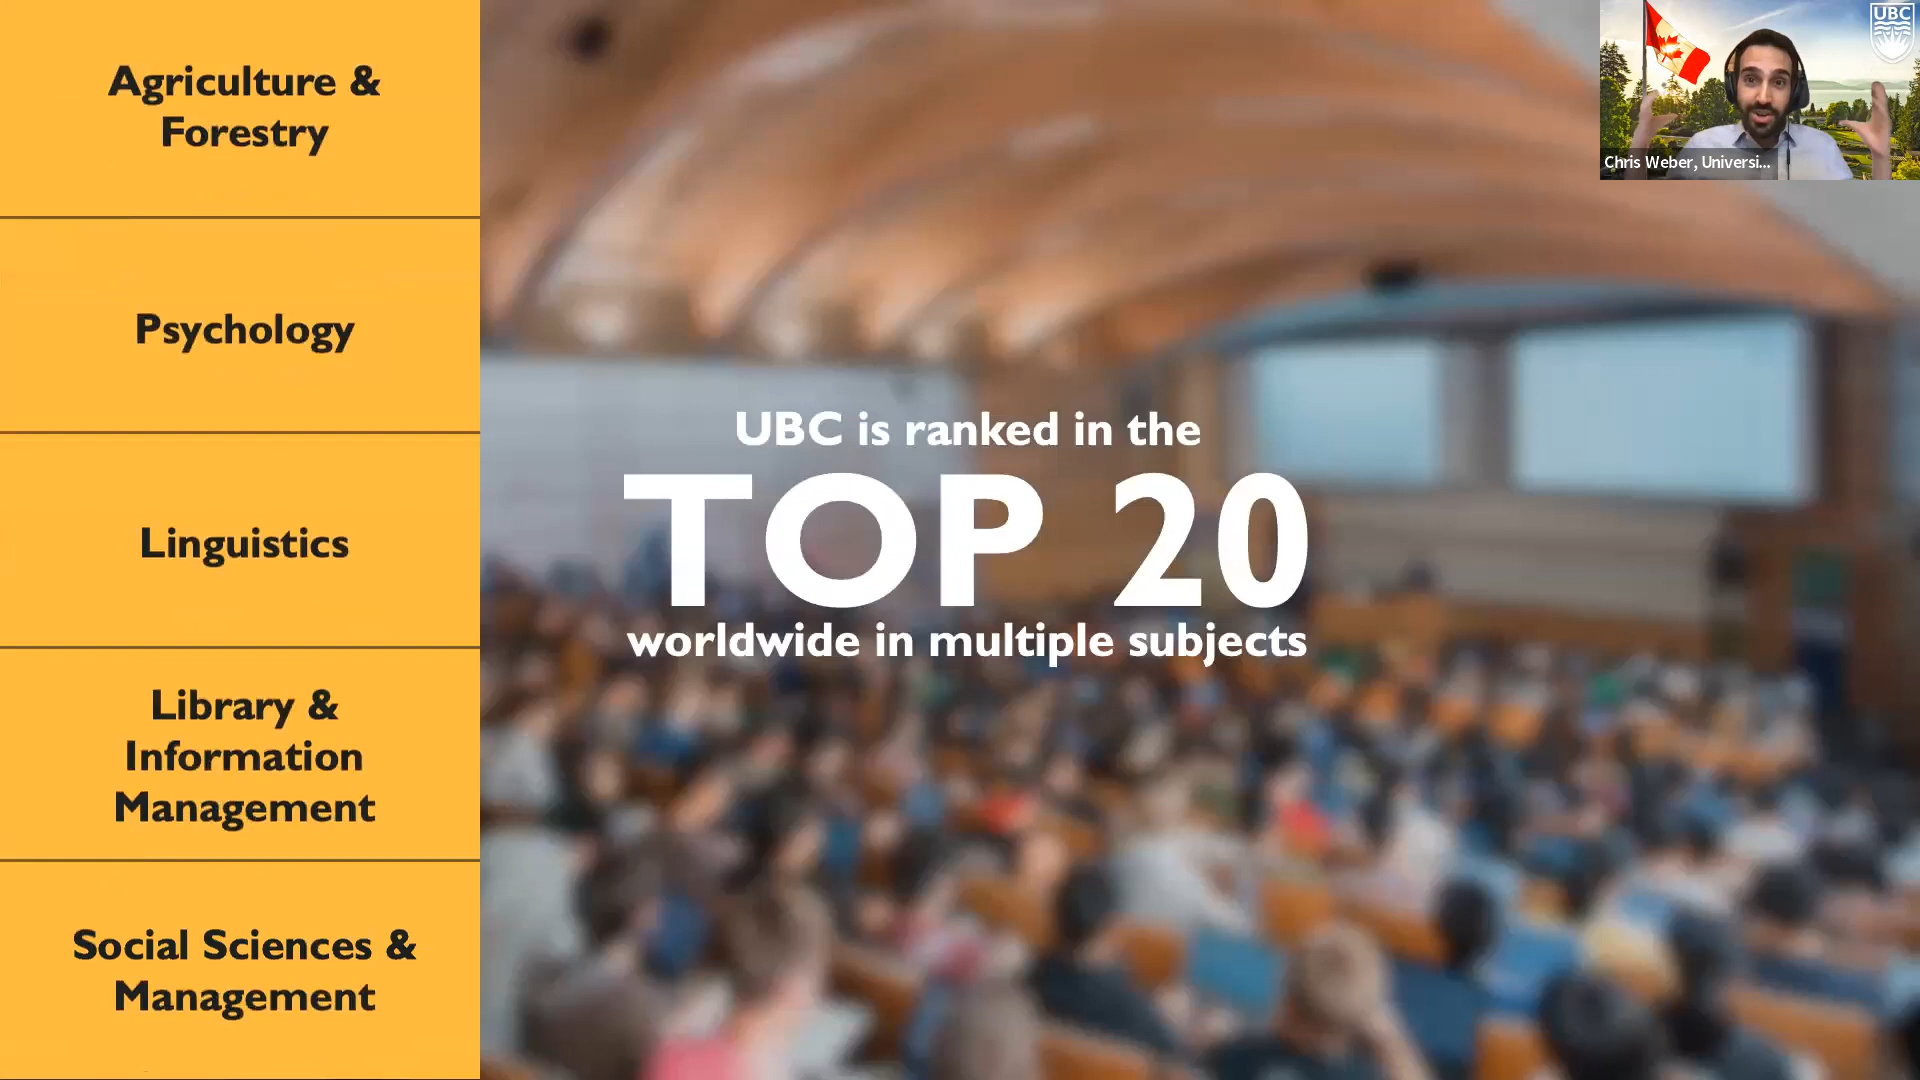 Agriculture &
Forestry
Psychology
Linguistics
Library &
Information
Management
Social Sciences &
Management
UBC is ranked in the
TOP 20
worldwide in multiple subjects
UBC
Chris Weber, Universi...